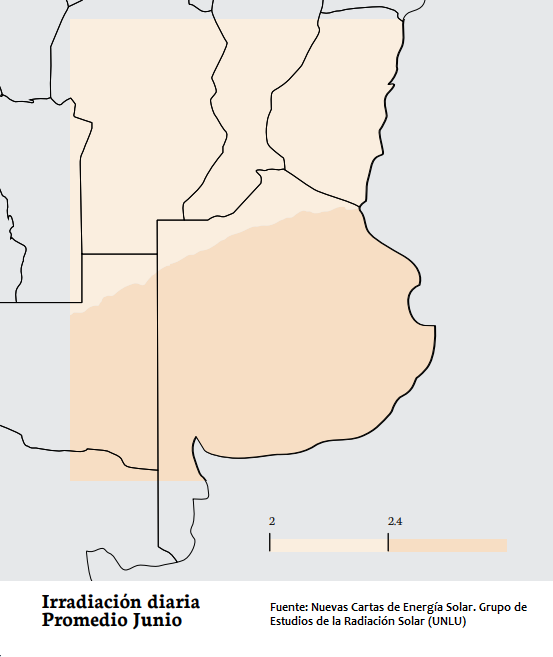 2 2.4
Irradiación diaria
Promedio Junio
Fuente: Nuevas Cartas de Energía Solar. Grupo de
Estudios de la Radiación Solar (UNLU)